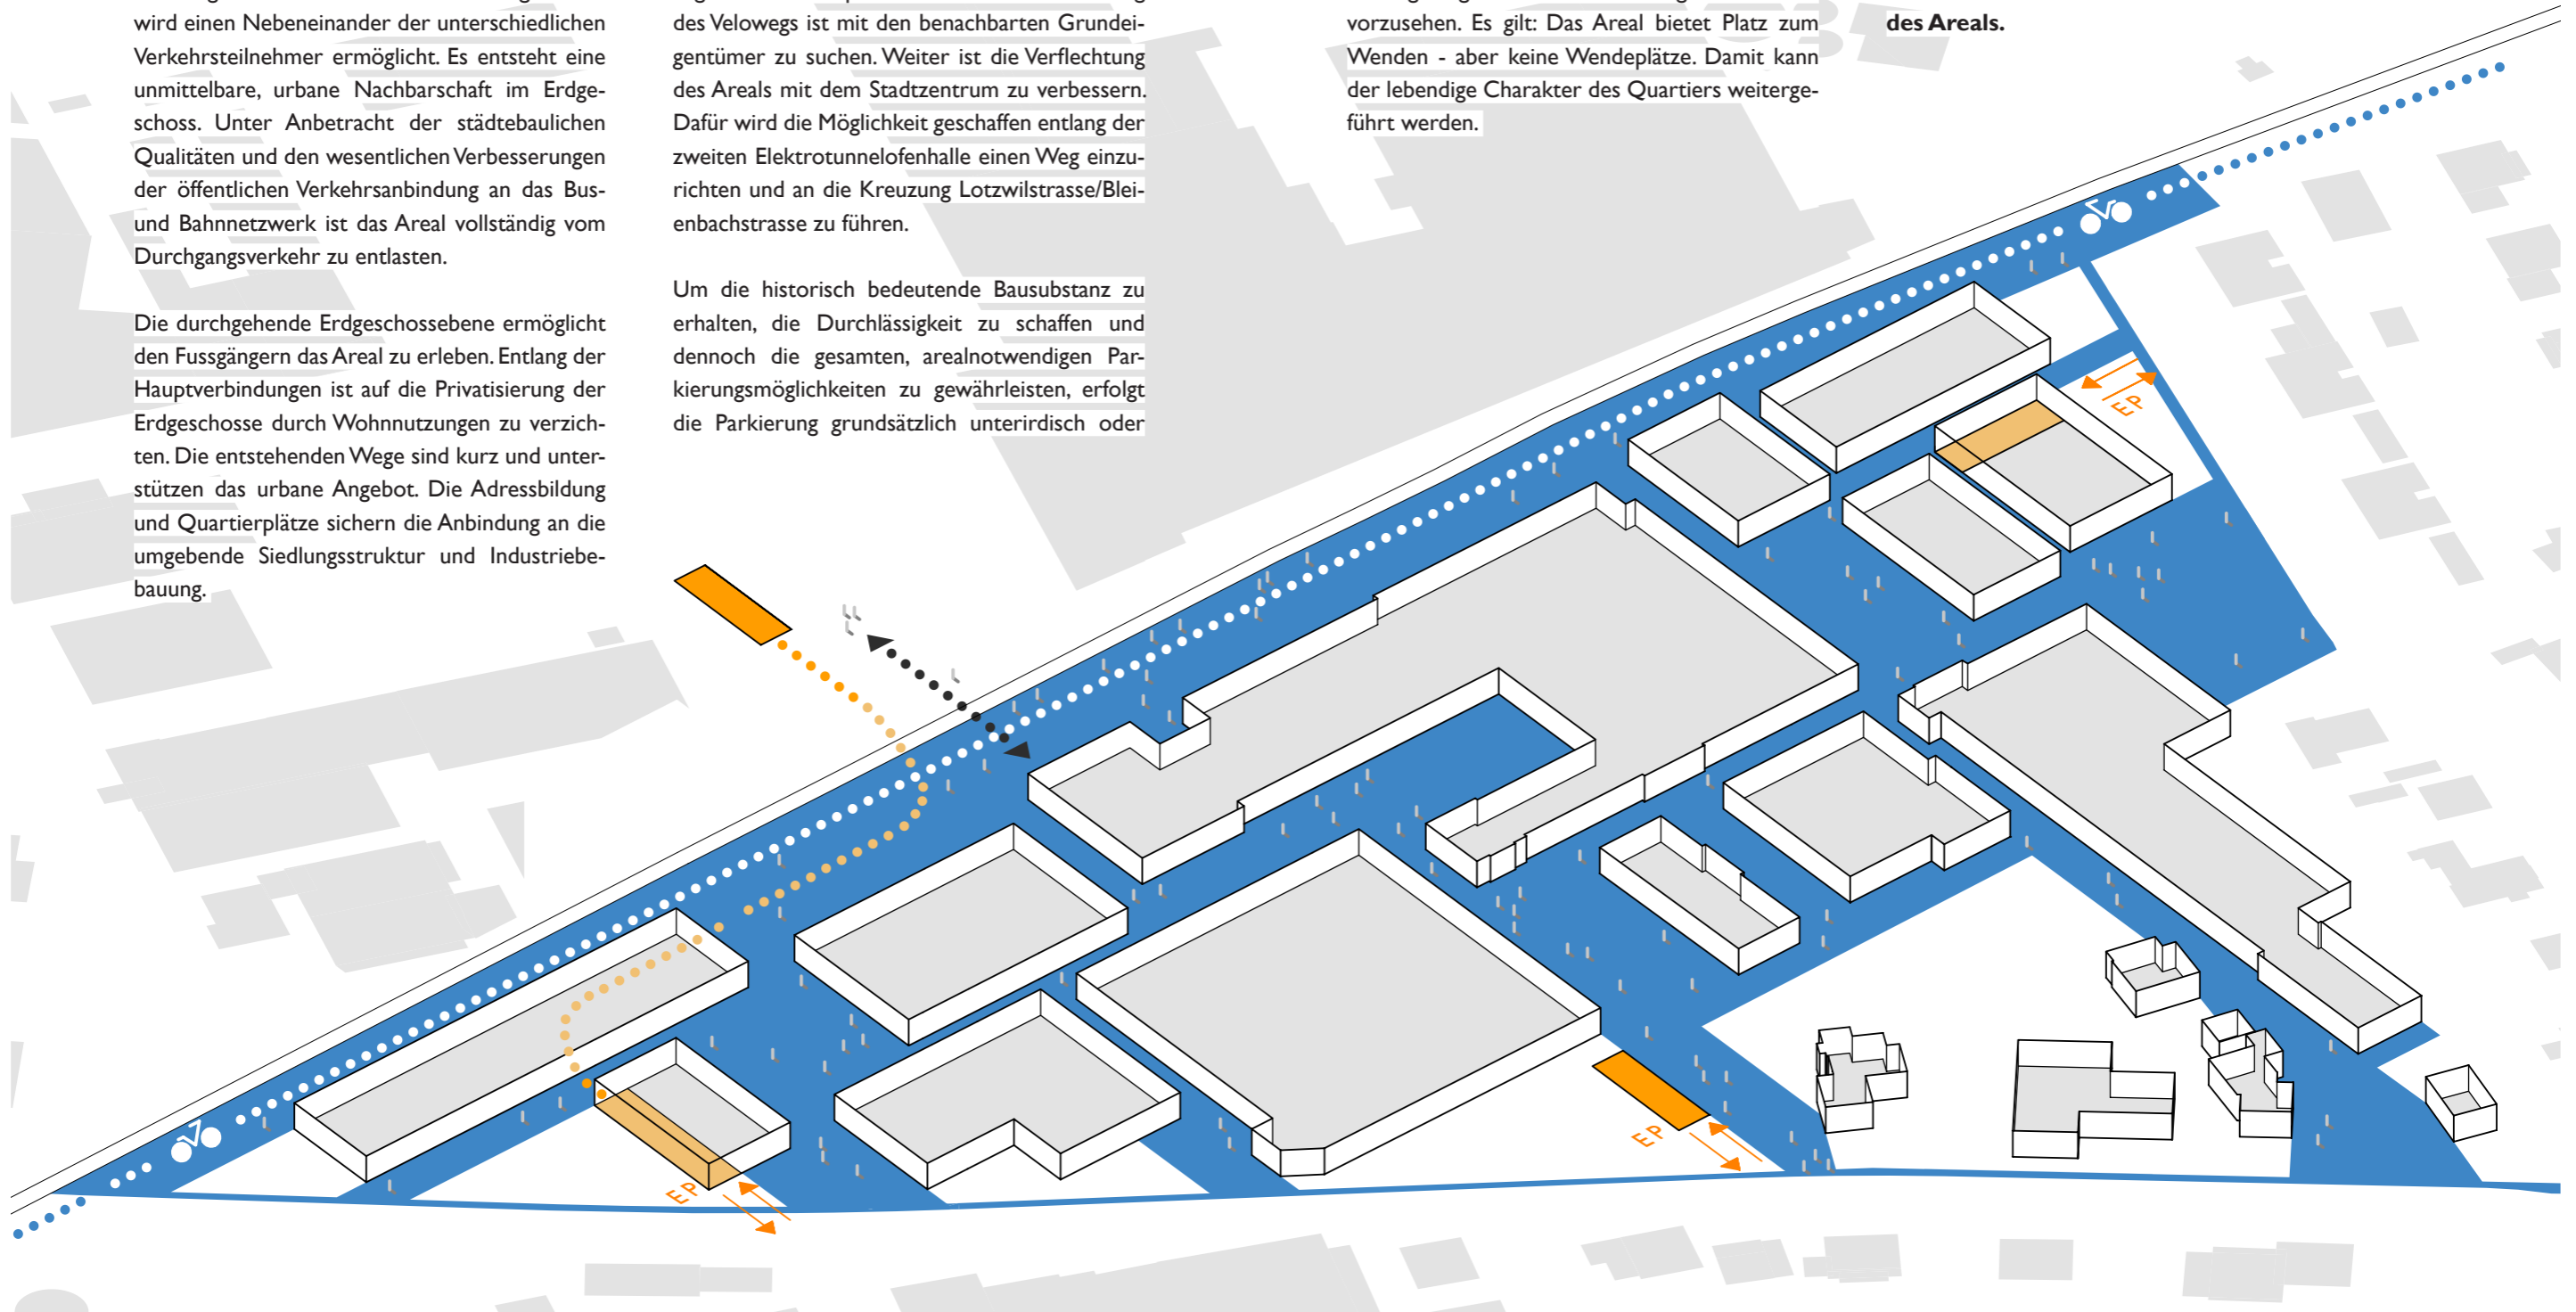 wird einen Nebeneinander der unterschiedlichen
Verkehrsteilnehmer ermöglicht. Es entsteht eine
unmittelbare, urbane Nachbarschaft im Erdge-
schoss. Unter Anbetracht der städtebaulichen
Qualitäten und den wesentlichen Verbesserungen
der öffentlichen Verkehrsanbindung an das Bus-
und Bahnnetzwerk ist das Areal vollständig vom
Durchgangsverkehr zu entlasten.
Die durchgehende Erdgeschossebene ermöglicht
den Fussgängern das Areal zu erleben. Entlang der
Hauptverbindungen ist auf die Privatisierung der
Erdgeschosse durch Wohnnutzungen zu verzich-
ten. Die entstehenden Wege sind kurz und unter-
stützen das urbane Angebot. Die Adressbildung
und Quartierplätze sichern die Anbindung an die
umgebende Siedlungsstruktur und Industriebe-
bauung.
des Velowegs ist mit den benachbarten Grundei-
gentümer zu suchen. Weiter ist die Verflechtung
des Areals mit dem Stadtzentrum zu verbessern.
Dafür wird die Möglichkeit geschaffen entlang der
zweiten Elektrotunnelofenhalle einen Weg einzu-
richten und an die Kreuzung Lotzwilstrasse/Blei-
enbachstrasse zu führen.
Um die historisch bedeutende Bausubstanz zu
erhalten, die Durchlässigkeit zu schaffen und
dennoch die gesamten, arealnotwendigen Par-
kierungsmöglichkeiten zu gewährleisten, erfolgt
die Parkierung grundsätzlich unterirdisch oder
vorzusehen. Es gilt: Das Areal bietet Platz zum
Wenden - aber keine Wendeplätze. Damit kann
der lebendige Charakter des Quartiers weiterge-
führt werden.
des Areals.
EP
EP
EP